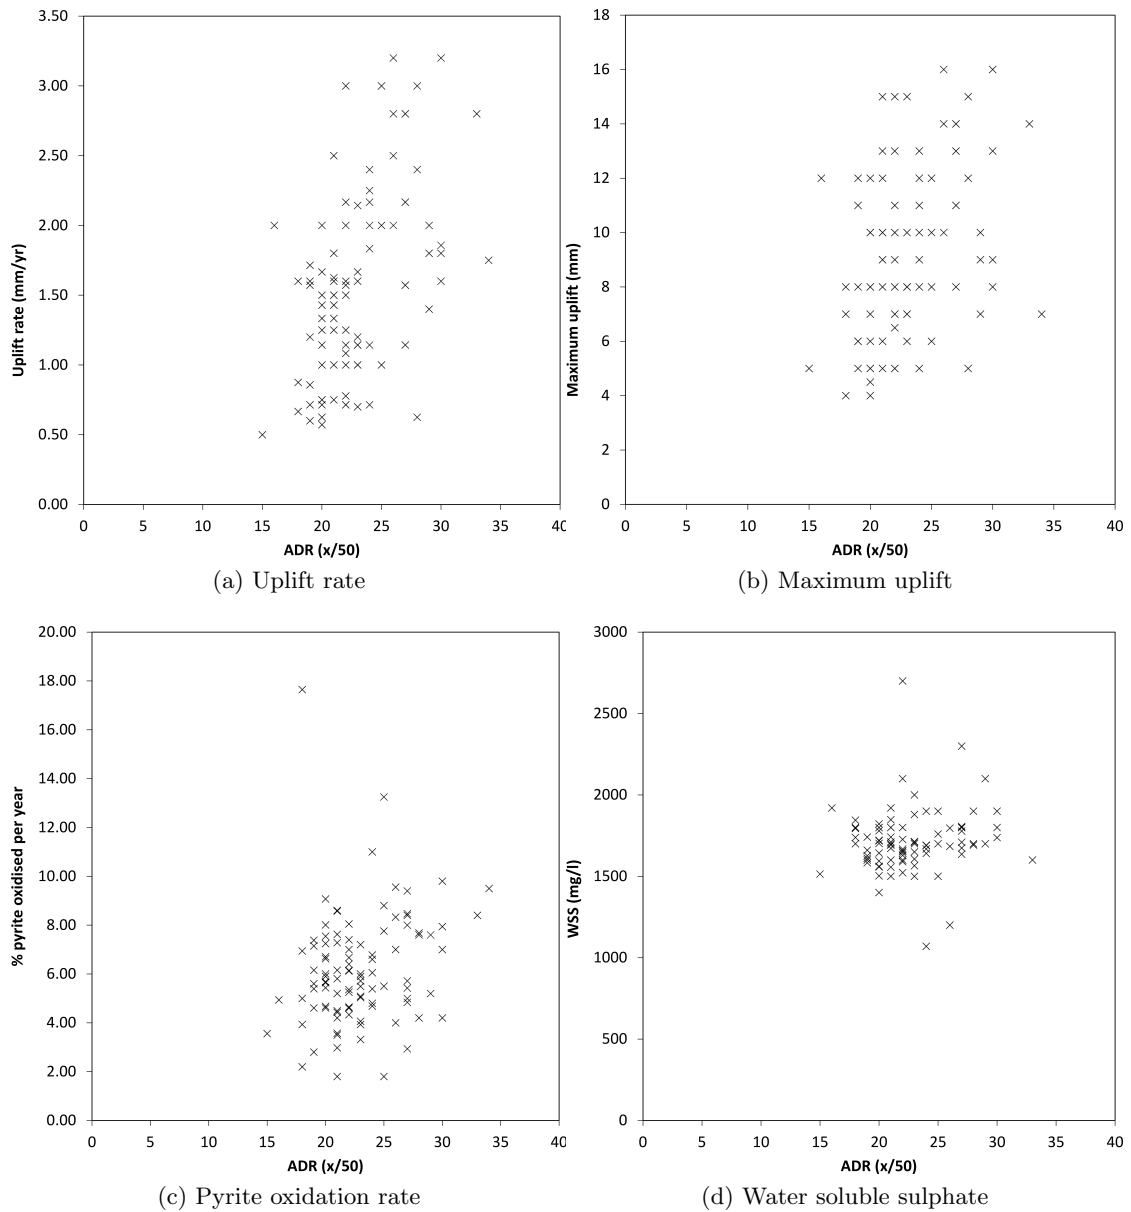 3.50
3.00
2.50
2.00
1.50
1.00
0.50
0.00
Uplift rate (mm/yr)
0 5 10 15 20 25 30 35 40
ADR (x/50)
(a) Uplift rate
18
16
14
12
10
8
6
4
2
0
Maximum uplift (mm)
0 5 10 15 20 25 30 35 40
ADR (x/50)
(b) Maximum uplift
20.00
18.00
16.00
14.00
12.00
10.00
8.00
6.00
4.00
2.00
0.00
% pyrite oxidised per year
0 5 10 15 20 25 30 35 40
ADR (x/50)
(c) Pyrite oxidation rate
3000
2500
2000
1500
1000
500
0
WSS (mg/l)
0 5 10 15 20 25 30 35 40
ADR (x/50)
(d) Water soluble sulphate